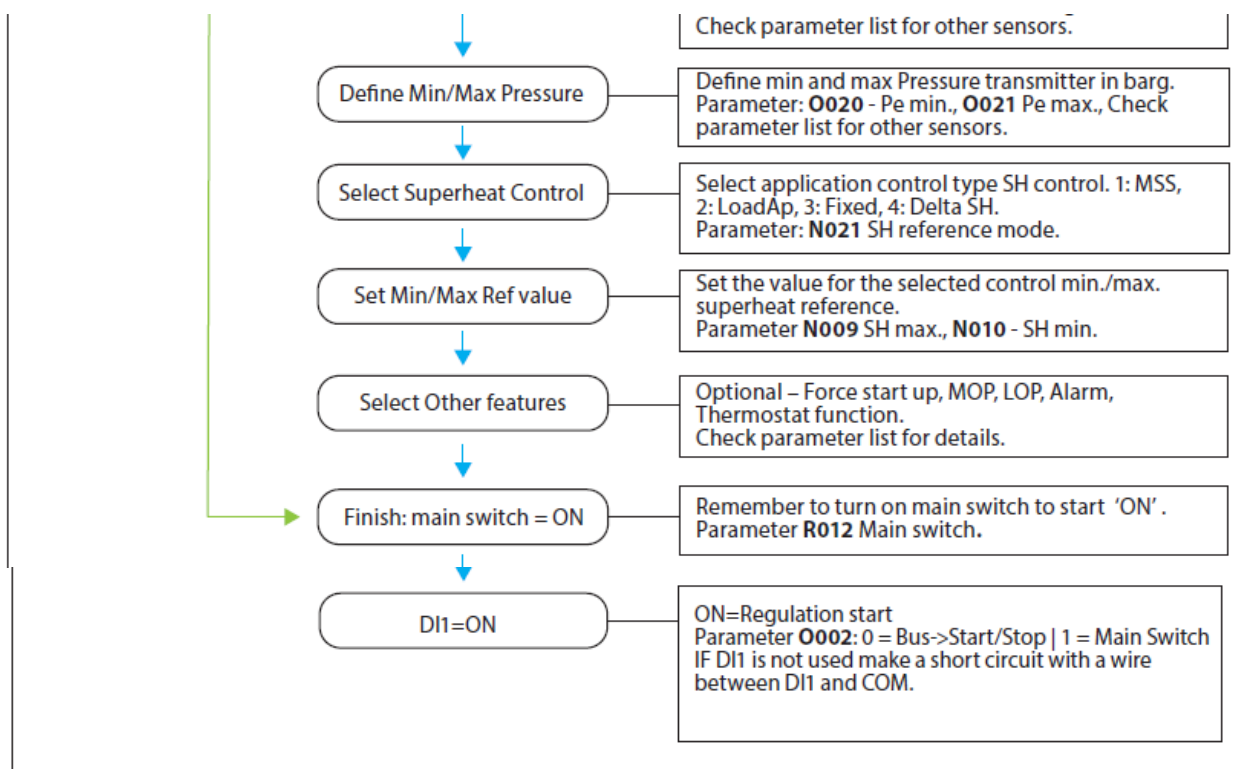 Check parameter list for other sensors.
Define Min/Max Pressure
Define min and max Pressure transmitter in barg.
Parameter: O020 - Pe min., O021 Pe max., Check
parameter list for other sensors.
Select Superheat Control
Select application control type SH control. 1: MSS,
2: LoadAp, 3: Fixed, 4: Delta SH.
Parameter: N021 SH reference mode.
Set Min/Max Ref value
Set the value for the selected control min./max.
superheat reference.
Parameter N009 SH max., N010 - SH min.
Select Other features
Optional – Force start up, MOP, LOP, Alarm,
Thermostat function.
Check parameter list for details.
Finish: main switch = ON
Remember to turn on main switch to start 'ON' .
Parameter R012 Main switch.
DI1=ON
ON=Regulation start
Parameter O002: 0 = Bus->Start/Stop | 1 = Main Switch
IF DI1 is not used make a short circuit with a wire
between DI1 and COM.